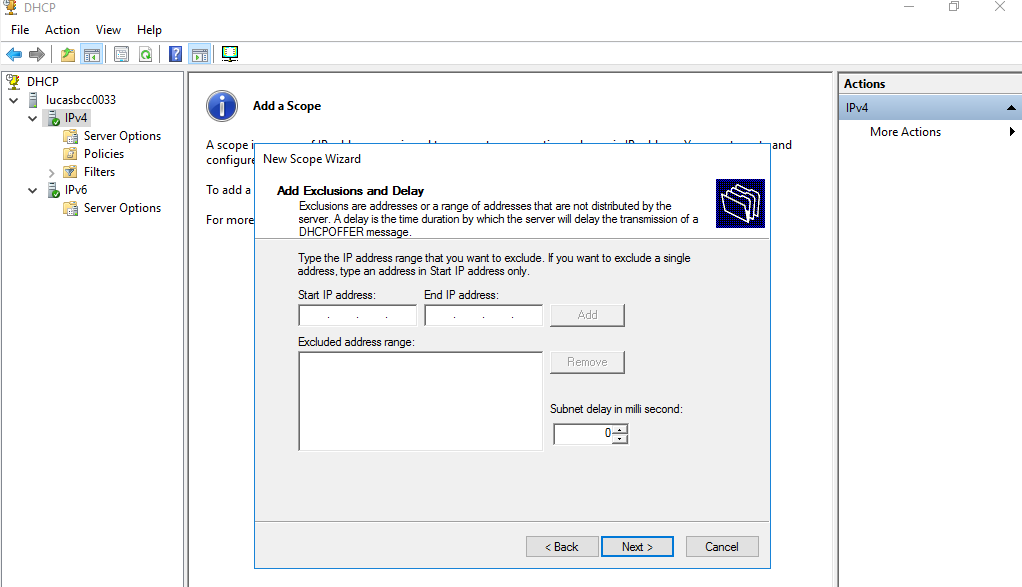 DHCP
File Action View Help
DHCP
lucasbcc0033
IPv4
Server Options
Policies
Filters
IPv6
Server Options
Add a Scope
A scope i
and
configure
To add a
For more
New Scope Wizard
Add Exclusions and Delay
Exclusions are addresses or a range of addresses that are not distributed by the
server. A delay is the time duration by which the server will delay the transmission of a
DHCPOFFER message.
Type the IP address range that you want to exclude. If you want to exclude a single
address, type an address in Start IP address only.
Start IP address: End IP address:
. . . . . . Add
Excluded address range:
Remove
Subnet delay in milli second:
0
< Back Next > Cancel
Actions
IPv4
More Actions